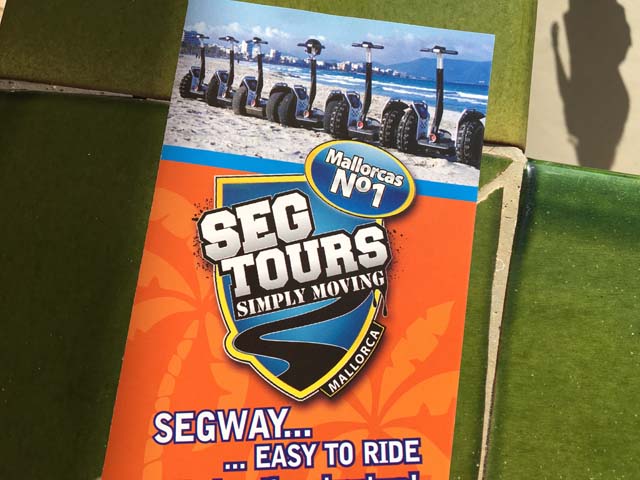 Mallorcas
Nº1
SEG
TOURS
SIMPLY MOVING
MALLORCA
SEGWAY...
... EASY TO RIDE